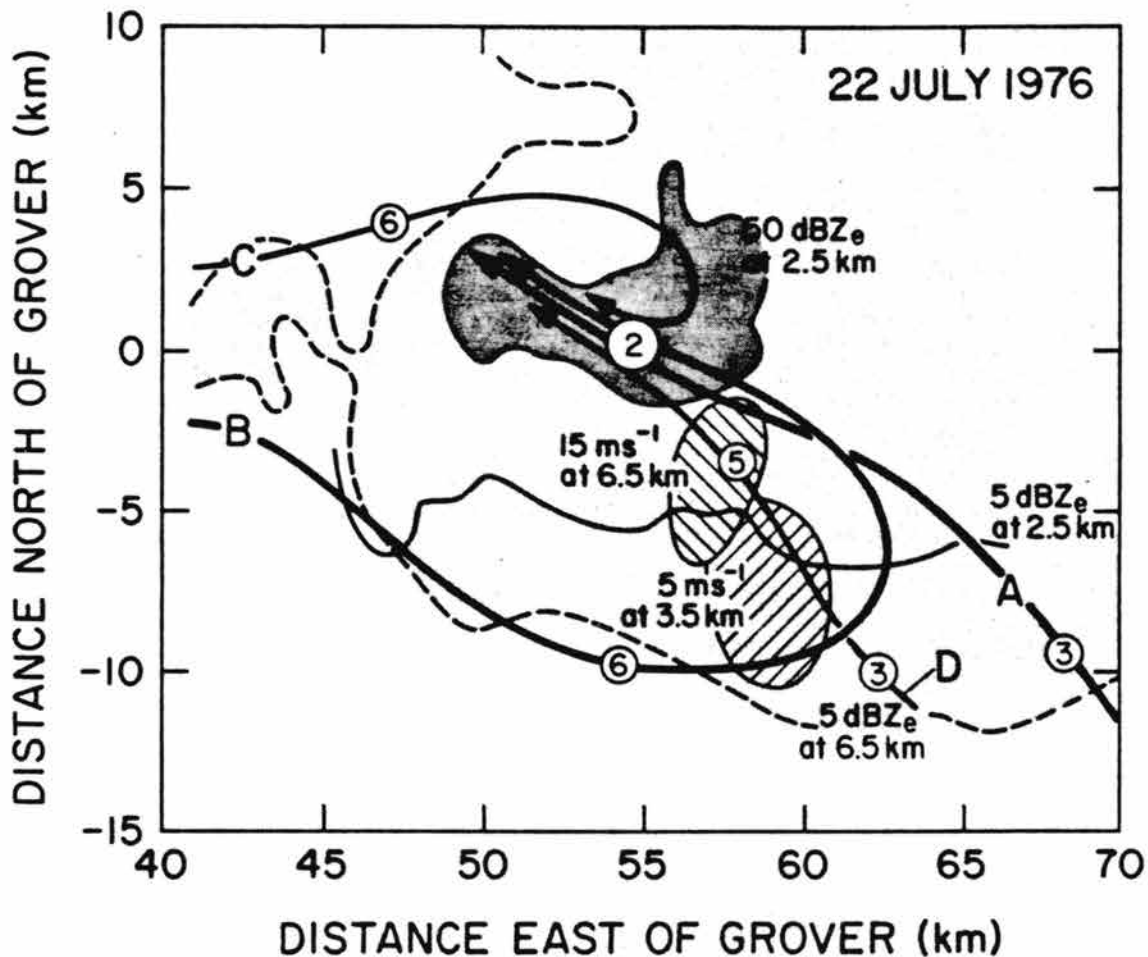 10
22 JULY 1976
5
0
-5
-10
-15
DISTANCE NORTH OF GROVER (km)
C
6
50 dBZe
at 2.5 km
2
B
15 ms⁻¹
at 6.5 km
5
5 dBZe
at 2.5 km
5 ms⁻¹
at 3.5 km
A
6
3
D
3
5 dBZe
at 6.5 km
40
45
50
55
60
65
70
DISTANCE EAST OF GROVER (km)